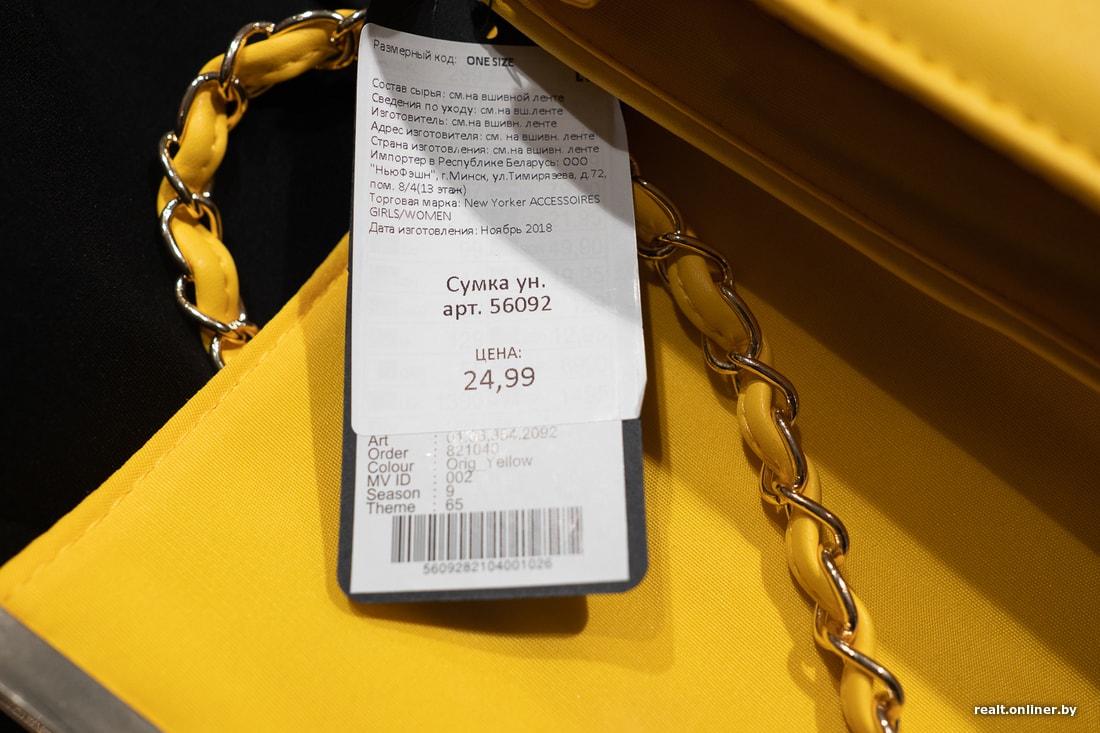 Размерный код: ONE SIZE
Состав сырья: см.на вшивной ленте
Сведения по уходу: см.на вш.ленте
Изготовитель: см.на вшивн. ленте
Адрес изготовителя: см. на вшивн. ленте
Страна изготовления: см.на вшивн. ленте
Импортер в Республике Беларусь: ООО
"НьюФэшн", г.Минск, ул.Тимирязева, д.72,
пом. 8/4(13 этаж)
Торговая марка: New Yorker ACCESSOIRES
GIRLS/WOMEN
Дата изготовления: Ноябрь 2018
Сумка ун.
арт. 56092
ЦЕНА:
24,99
Art :
Order : 821040
Colour : Orig_Yellow
MV ID : 002
Season : 9
Theme : 65
5609282104001026
realt.onliner.by